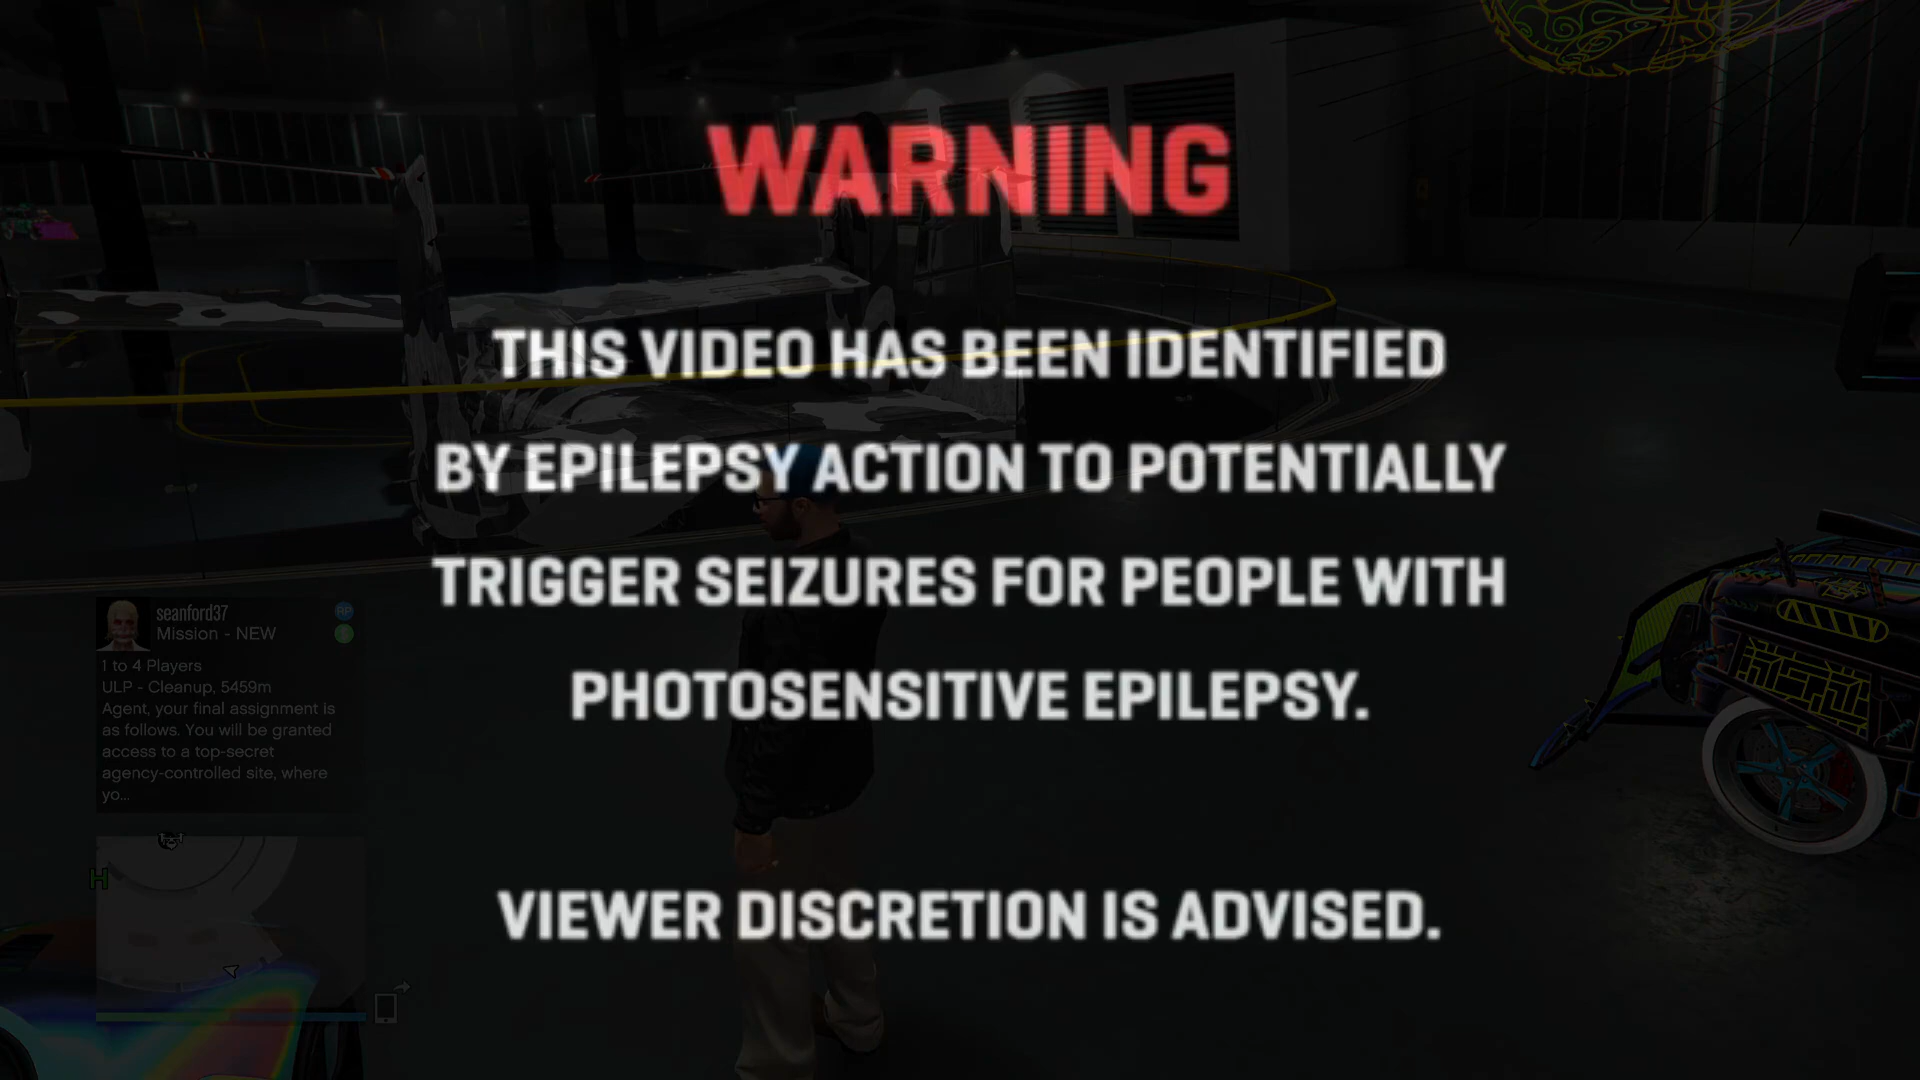 WARNING
THIS VIDEO HAS BEEN IDENTIFIED
BY EPILEPSY ACTION TO POTENTIALLY
TRIGGER SEIZURES FOR PEOPLE WITH
PHOTOSENSITIVE EPILEPSY.
VIEWER DISCRETION IS ADVISED.
seanford37
RP
Mission - NEW
$
1 to 4 Players
ULP - Cleanup, 5459m
Agent, your final assignment is
as follows. You will be granted
access to a top-secret
agency-controlled site, where
yo...
H